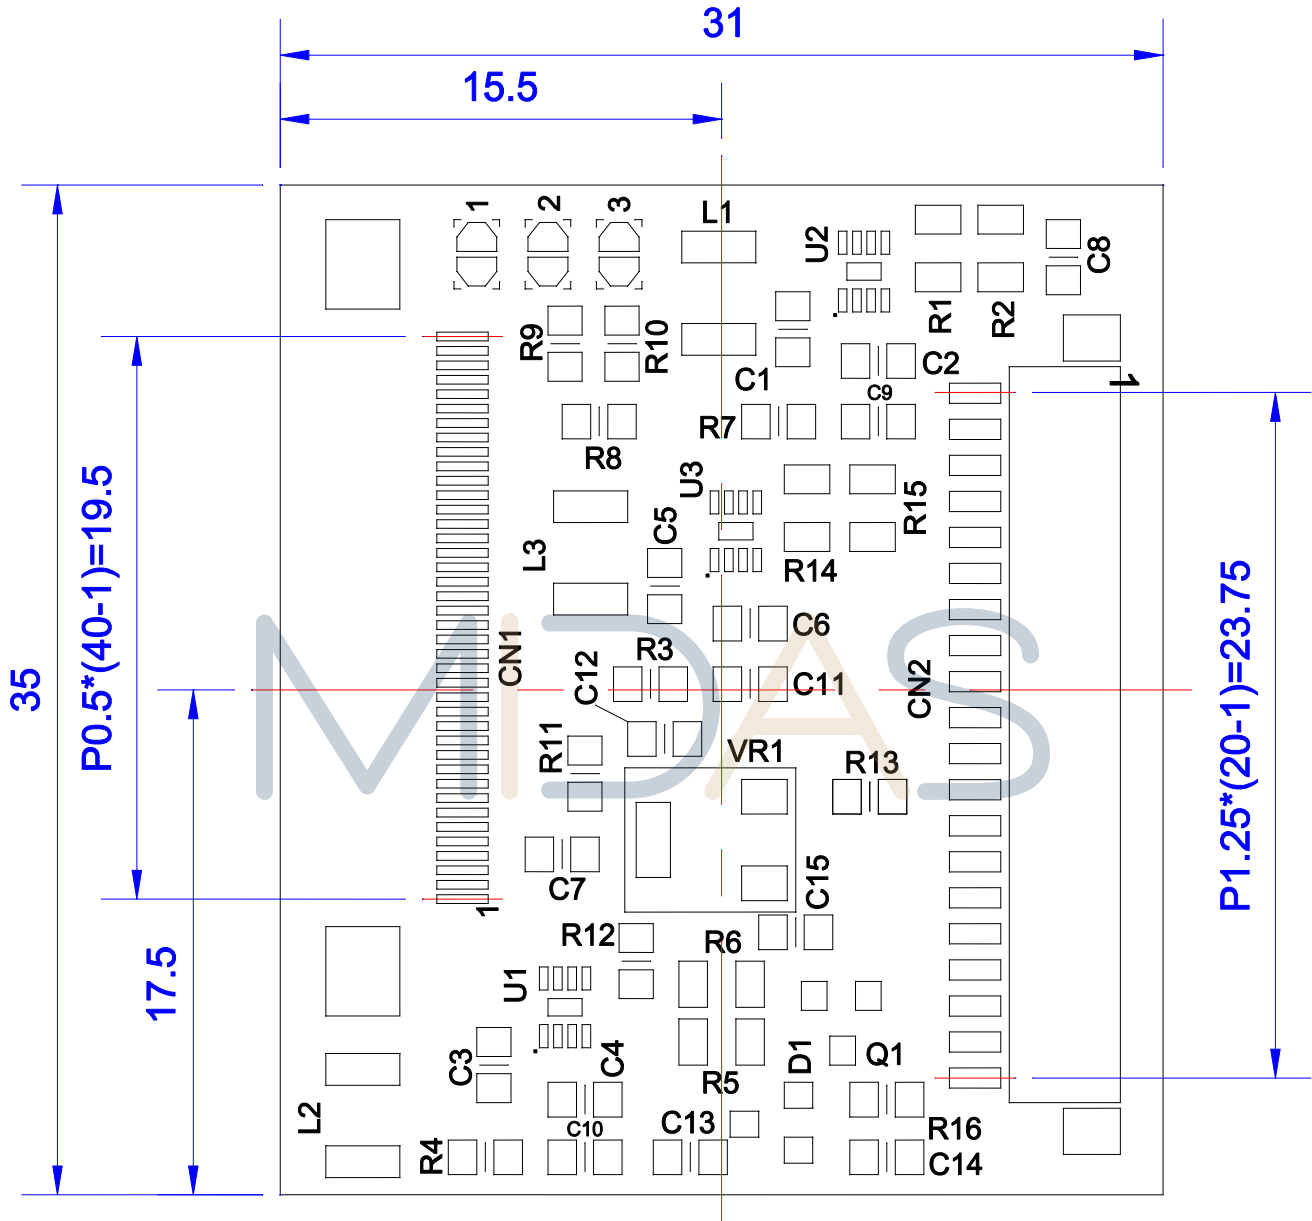 31
15.5
1
2
3
L1
U2
C8
R1
R2
R9
R10
C1
C2
1
C9
R7
R8
U3
R15
C5
L3
R14
P0.5*(40-1)=19.5
P1.25*(20-1)=23.75
MIDAS
C6
CN1
R3
C12
C11
CN2
35
R11
VR1
R13
C7
C15
1
R12
R6
17.5
U1
C3
C4
D1
Q1
R5
L2
C10
C13
R16
R4
C14